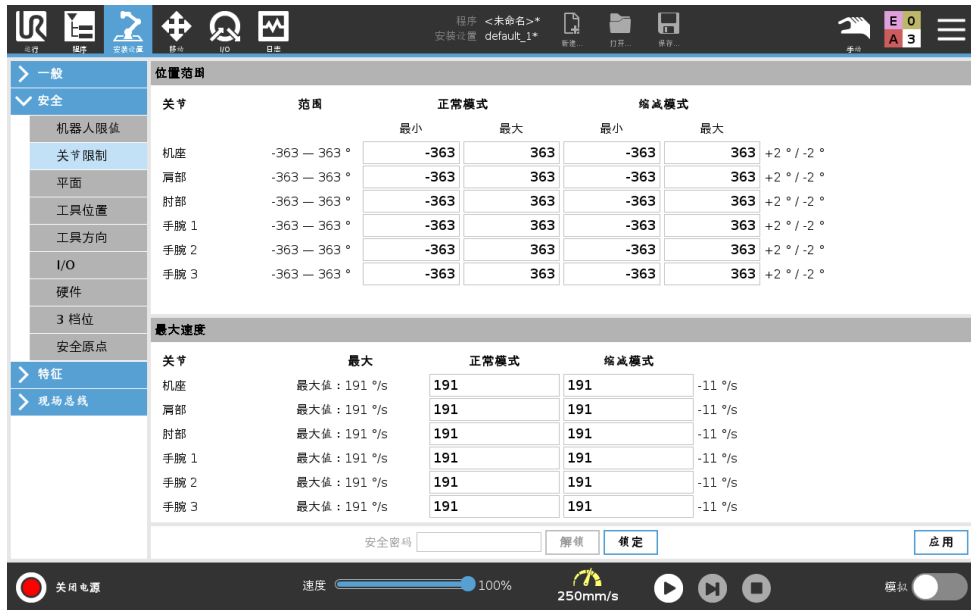 UR
运行 程序 安装设置 移动 I/O 日志
程序 <未命名>*
安装设置 default_1*
新建... 打开... 保存...
手动
E 0
A 3
一般
安全
机器人限值
关节限制
平面
工具位置
工具方向
I/O
硬件
3 档位
安全原点
特征
现场总线
位置范围
关节 范围 正常模式 缩减模式
最小 最大 最小 最大
机座 -363 — 363 ° -363 363 -363 363 +2 ° / -2 °
肩部 -363 — 363 ° -363 363 -363 363 +2 ° / -2 °
肘部 -363 — 363 ° -363 363 -363 363 +2 ° / -2 °
手腕 1 -363 — 363 ° -363 363 -363 363 +2 ° / -2 °
手腕 2 -363 — 363 ° -363 363 -363 363 +2 ° / -2 °
手腕 3 -363 — 363 ° -363 363 -363 363 +2 ° / -2 °
最大速度
关节 最大 正常模式 缩减模式
机座 最大值：191 °/s 191 191 -11 °/s
肩部 最大值：191 °/s 191 191 -11 °/s
肘部 最大值：191 °/s 191 191 -11 °/s
手腕 1 最大值：191 °/s 191 191 -11 °/s
手腕 2 最大值：191 °/s 191 191 -11 °/s
手腕 3 最大值：191 °/s 191 191 -11 °/s
安全密码 解锁 锁定 应用
关闭电源 速度 100% 250mm/s 模拟